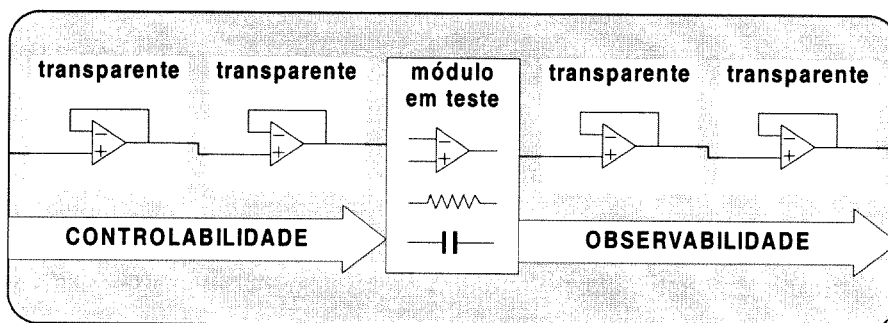 transparente transparente módulo em teste transparente transparente
CONTROLABILIDADE
OBSERVABILIDADE